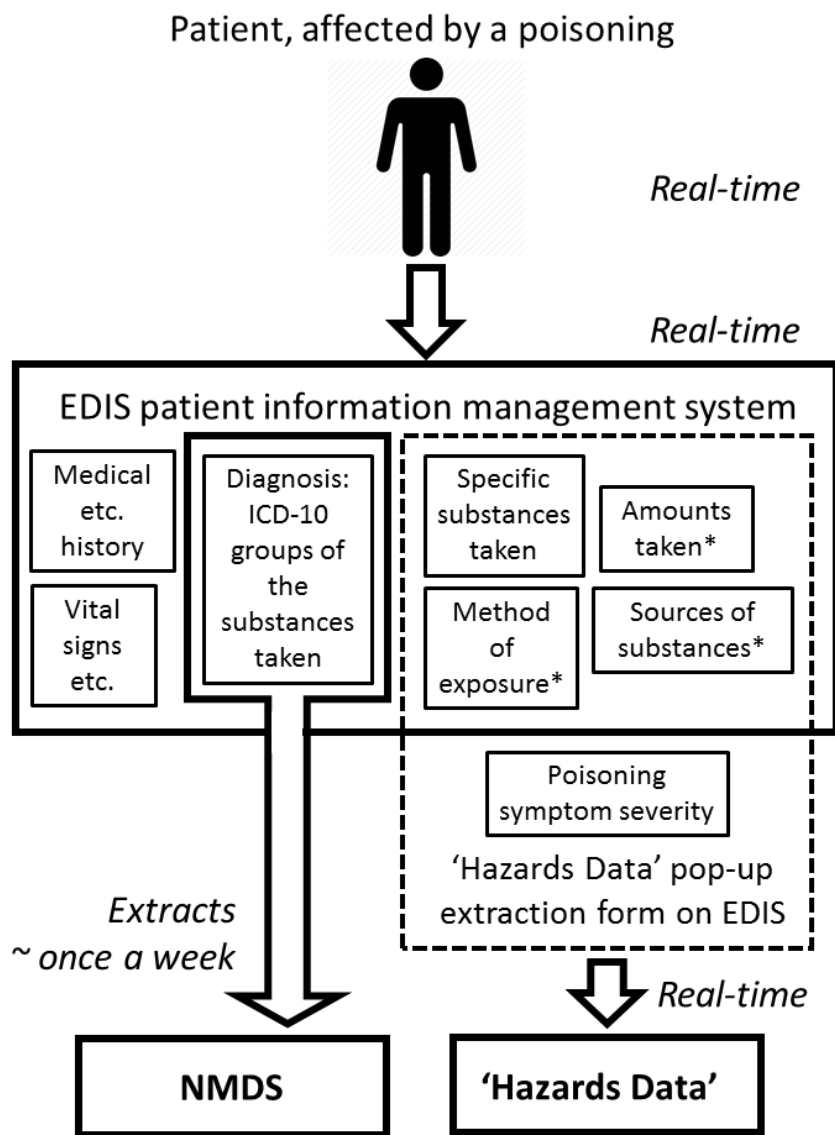 Patient, affected by a poisoning
Real-time
Real-time
EDIS patient information management system
Medical
etc.
history
Vital
signs
etc.
Diagnosis:
ICD-10
groups of
the
substances
taken
Specific
substances
taken
Amounts
taken*
Method
of
exposure*
Sources of
substances*
Poisoning
symptom severity
‘Hazards Data’ pop-up
extraction form on EDIS
Extracts
~ once a week
Real-time
NMDS
‘Hazards Data’